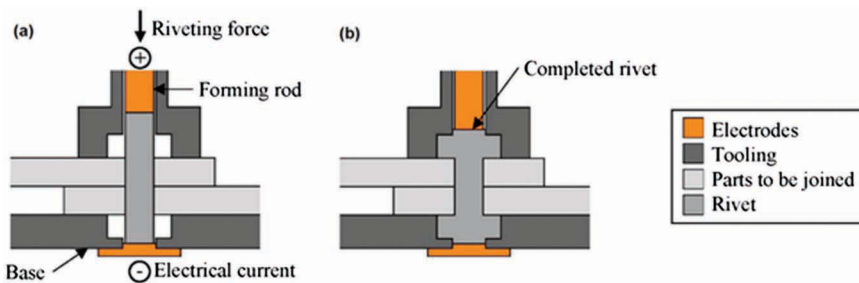 (a)
Riveting force
+
Forming rod
Base
-
Electrical current
(b)
Completed rivet
Electrodes
Tooling
Parts to be joined
Rivet